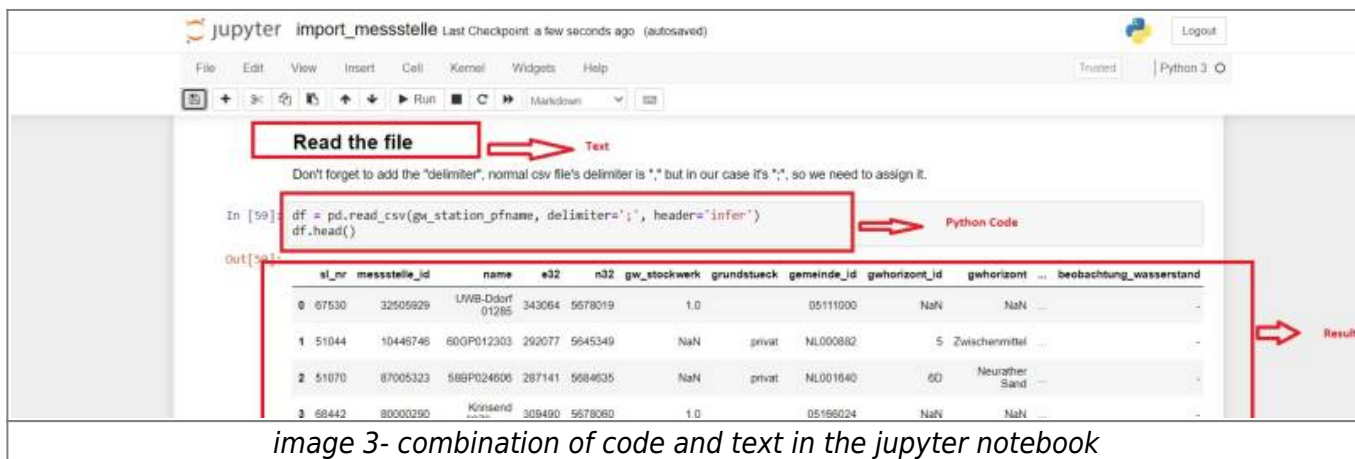 jupyter import_messstelle Last Checkpoint: a few seconds ago (autosaved)
Logout
File Edit View Insert Cell Kernel Widgets Help
Trusted | Python 3
Run Markdown
Read the file
Text
Don't forget to add the "delimiter", normal csv file's delimiter is "," but in our case it's ";", so we need to assign it.
In [59]: df = pd.read_csv(gw_station_pfname, delimiter=';', header='infer')
df.head()
Python Code
Out[59]:
sl_nr messstelle_id name e32 n32 gw_stockwerk grundstueck gemeinde_id gwhorizont_id gwhorizont ... beobachtung_wasserstand
0 67530 32505929 UWB-Ddorf 01285 343064 5678019 1.0 05111000 NaN NaN ... -
1 51044 10446746 60GP012303 292077 5645349 NaN privat NL000882 5 Zwischenmittel ... -
2 51070 87005323 58BP024606 287141 5684635 NaN privat NL001640 6D Neurather Sand ... -
3 68442 80000290 309490 5678060 1.0 05166024 NaN NaN ... -
Result
image 3- combination of code and text in the jupyter notebook